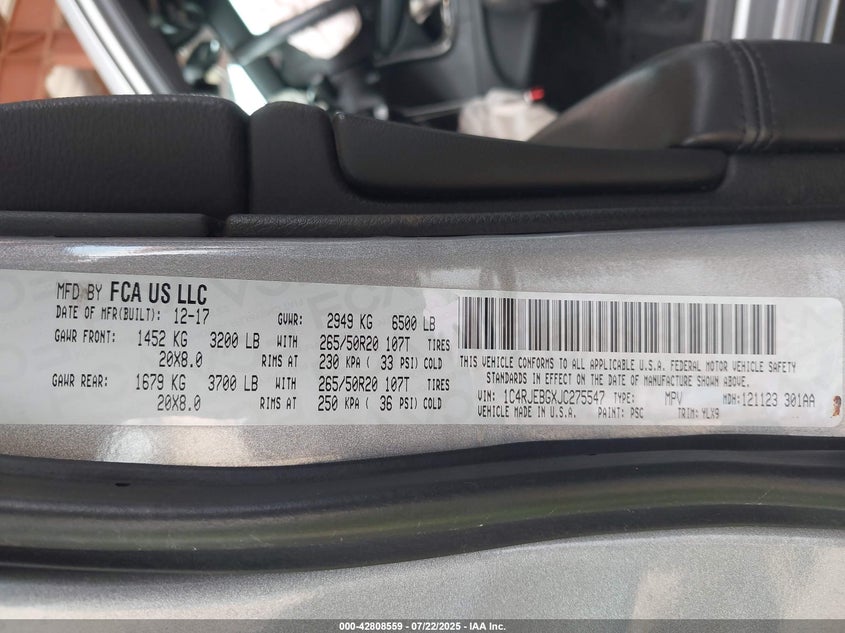 MFD BY FCA US LLC
DATE OF MFR(BUILT): 12-17 GVWR: 2949 KG 6500 LB
GAWR FRONT: 1452 KG 3200 LB WITH 265/50R20 107T TIRES
20X8.0 RIMS AT 230 KPA ( 33 PSI) COLD
GAWR REAR: 1679 KG 3700 LB WITH 265/50R20 107T TIRES
20X8.0 RIMS AT 250 KPA ( 36 PSI) COLD
THIS VEHICLE CONFORMS TO ALL APPLICABLE U.S.A. FEDERAL MOTOR VEHICLE SAFETY
STANDARDS IN EFFECT ON THE DATE OF MANUFACTURE SHOWN ABOVE.
VIN: 1C4RJEBGXJC275547 TYPE: MPV MDH: 121123 301AA
VEHICLE MADE IN U.S.A. PAINT: PSC TRIM: YLX9
000-42808559 - 07/22/2025 - IAA Inc.